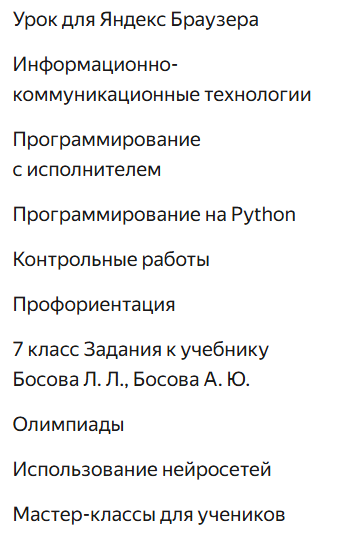 Урок для Яндекс Браузера
Информационно-
коммуникационные технологии
Программирование
с исполнителем
Программирование на Python
Контрольные работы
Профориентация
7 класс Задания к учебнику
Босова Л. Л., Босова А. Ю.
Олимпиады
Использование нейросетей
Мастер-классы для учеников